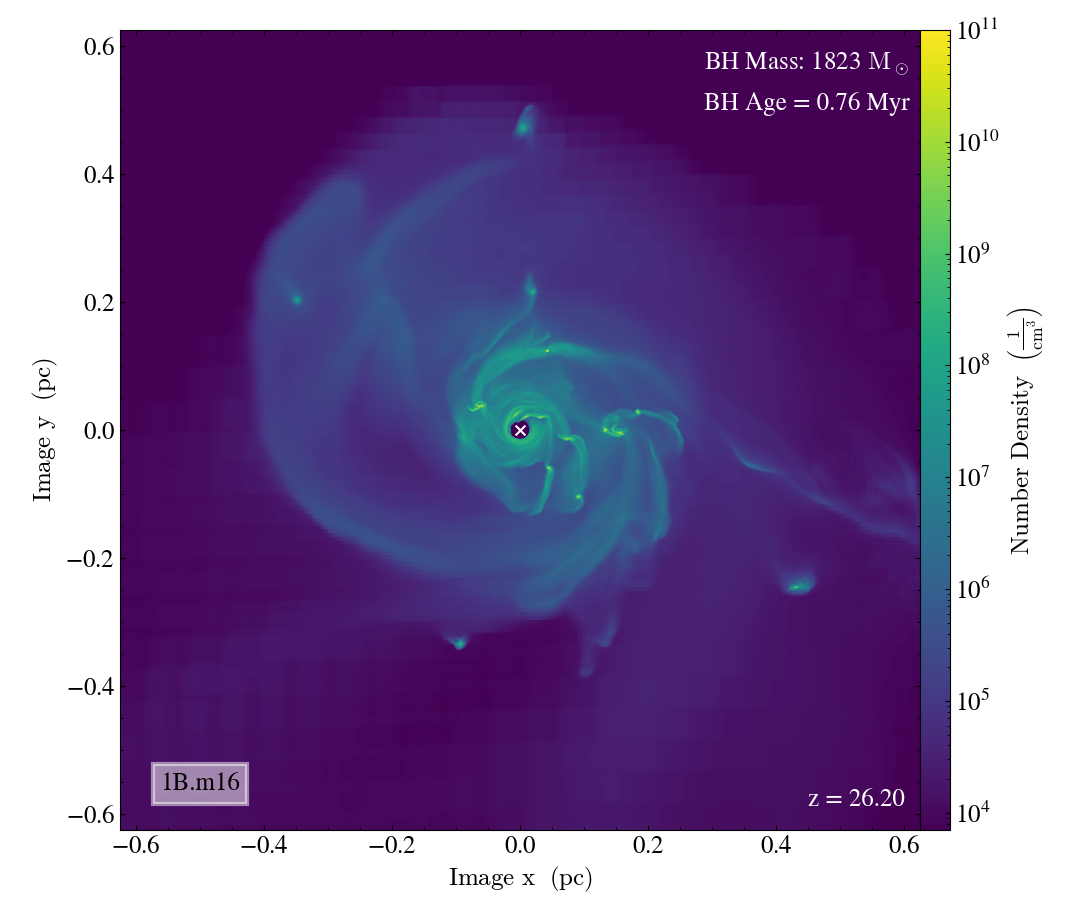 BH Mass: 1823 M⊙
BH Age = 0.76 Myr
1B.m16
z = 26.20
0.6
0.4
0.2
0.0
−0.2
−0.4
−0.6
Image y (pc)
−0.6 −0.4 −0.2 0.0 0.2 0.4 0.6
Image x (pc)
10¹¹
10¹⁰
10⁹
10⁸
10⁷
10⁶
10⁵
10⁴
Number Density (1/cm³)